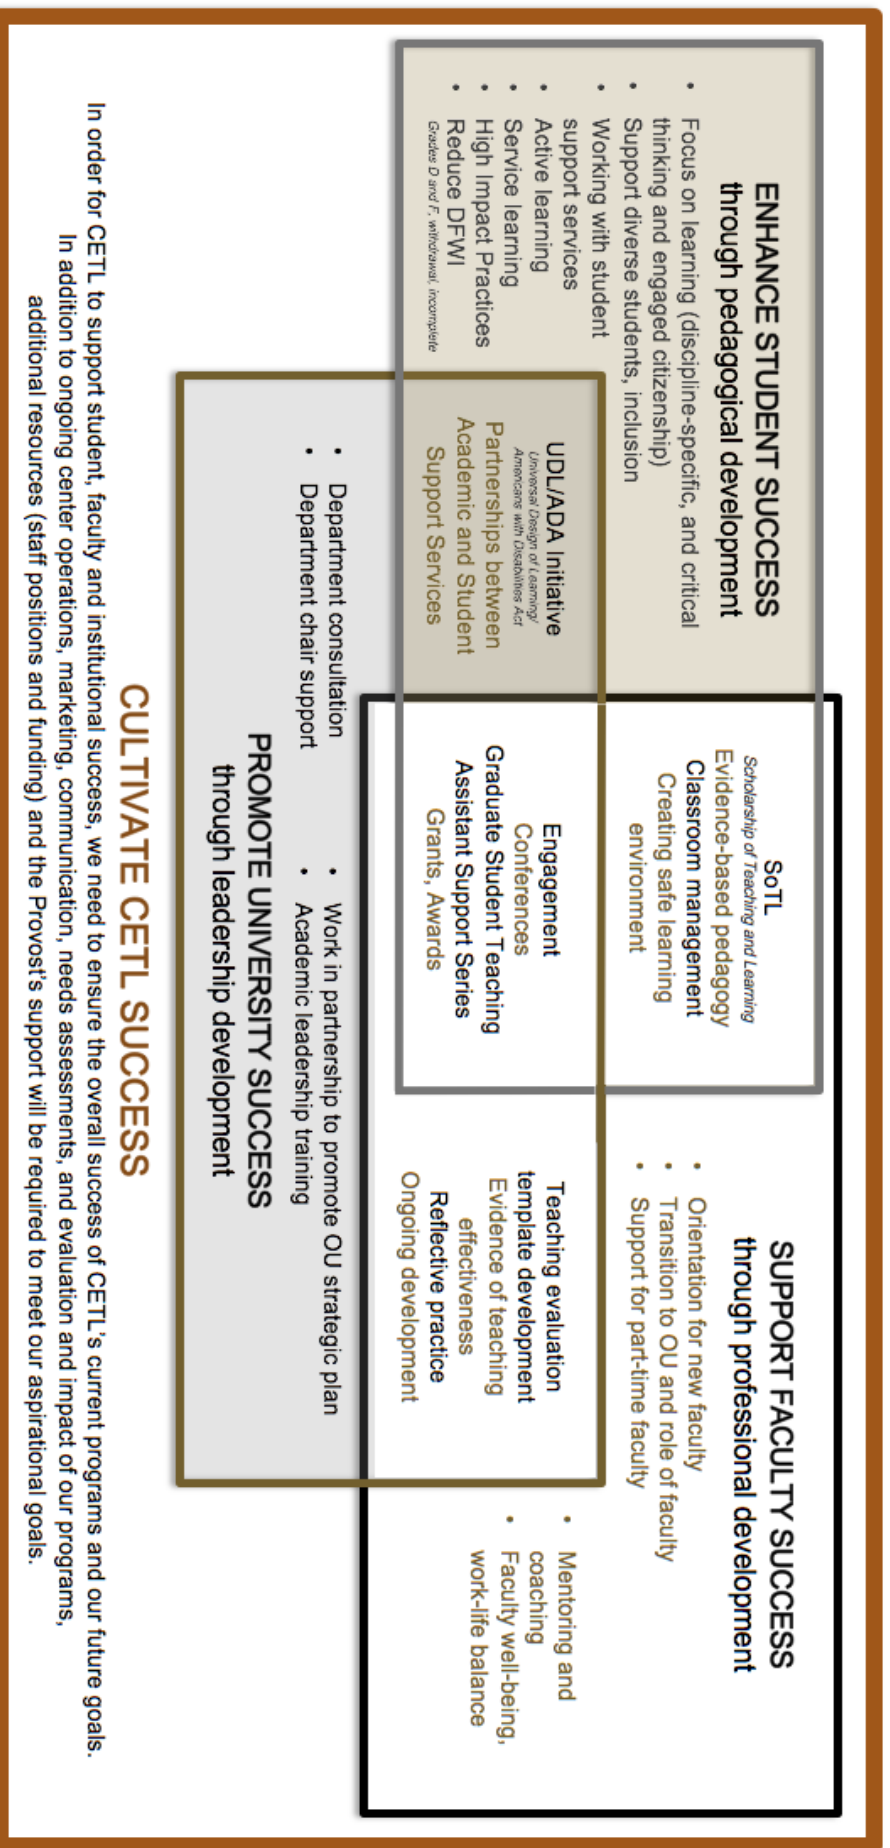 ENHANCE STUDENT SUCCESS
through pedagogical development
• Focus on learning (discipline-specific, and critical
thinking and engaged citizenship)
• Support diverse students, inclusion
• Working with student
support services
• Active learning
• Service learning
• High Impact Practices
• Reduce DFWI
Grades D and F, withdrawal, incomplete
SoTL
Scholarship of Teaching and Learning
Evidence-based pedagogy
Classroom management
Creating safe learning
environment
SUPPORT FACULTY SUCCESS
through professional development
• Orientation for new faculty
• Transition to OU and role of faculty
• Support for part-time faculty
• Mentoring and
coaching
• Faculty well-being,
work-life balance
UDL/ADA Initiative
Universal Design of Learning/
Americans with Disabilities Act
Partnerships between
Academic and Student
Support Services
Engagement
Conferences
Graduate Student Teaching
Assistant Support Series
Grants, Awards
Teaching evaluation
template development
Evidence of teaching
effectiveness
Reflective practice
Ongoing development
• Department consultation
• Department chair support
• Work in partnership to promote OU strategic plan
• Academic leadership training
PROMOTE UNIVERSITY SUCCESS
through leadership development
CULTIVATE CETL SUCCESS
In order for CETL to support student, faculty and institutional success, we need to ensure the overall success of CETL's current programs and our future goals.
In addition to ongoing center operations, marketing, communication, needs assessments, and evaluation and impact of our programs,
additional resources (staff positions and funding) and the Provost's support will be required to meet our aspirational goals.